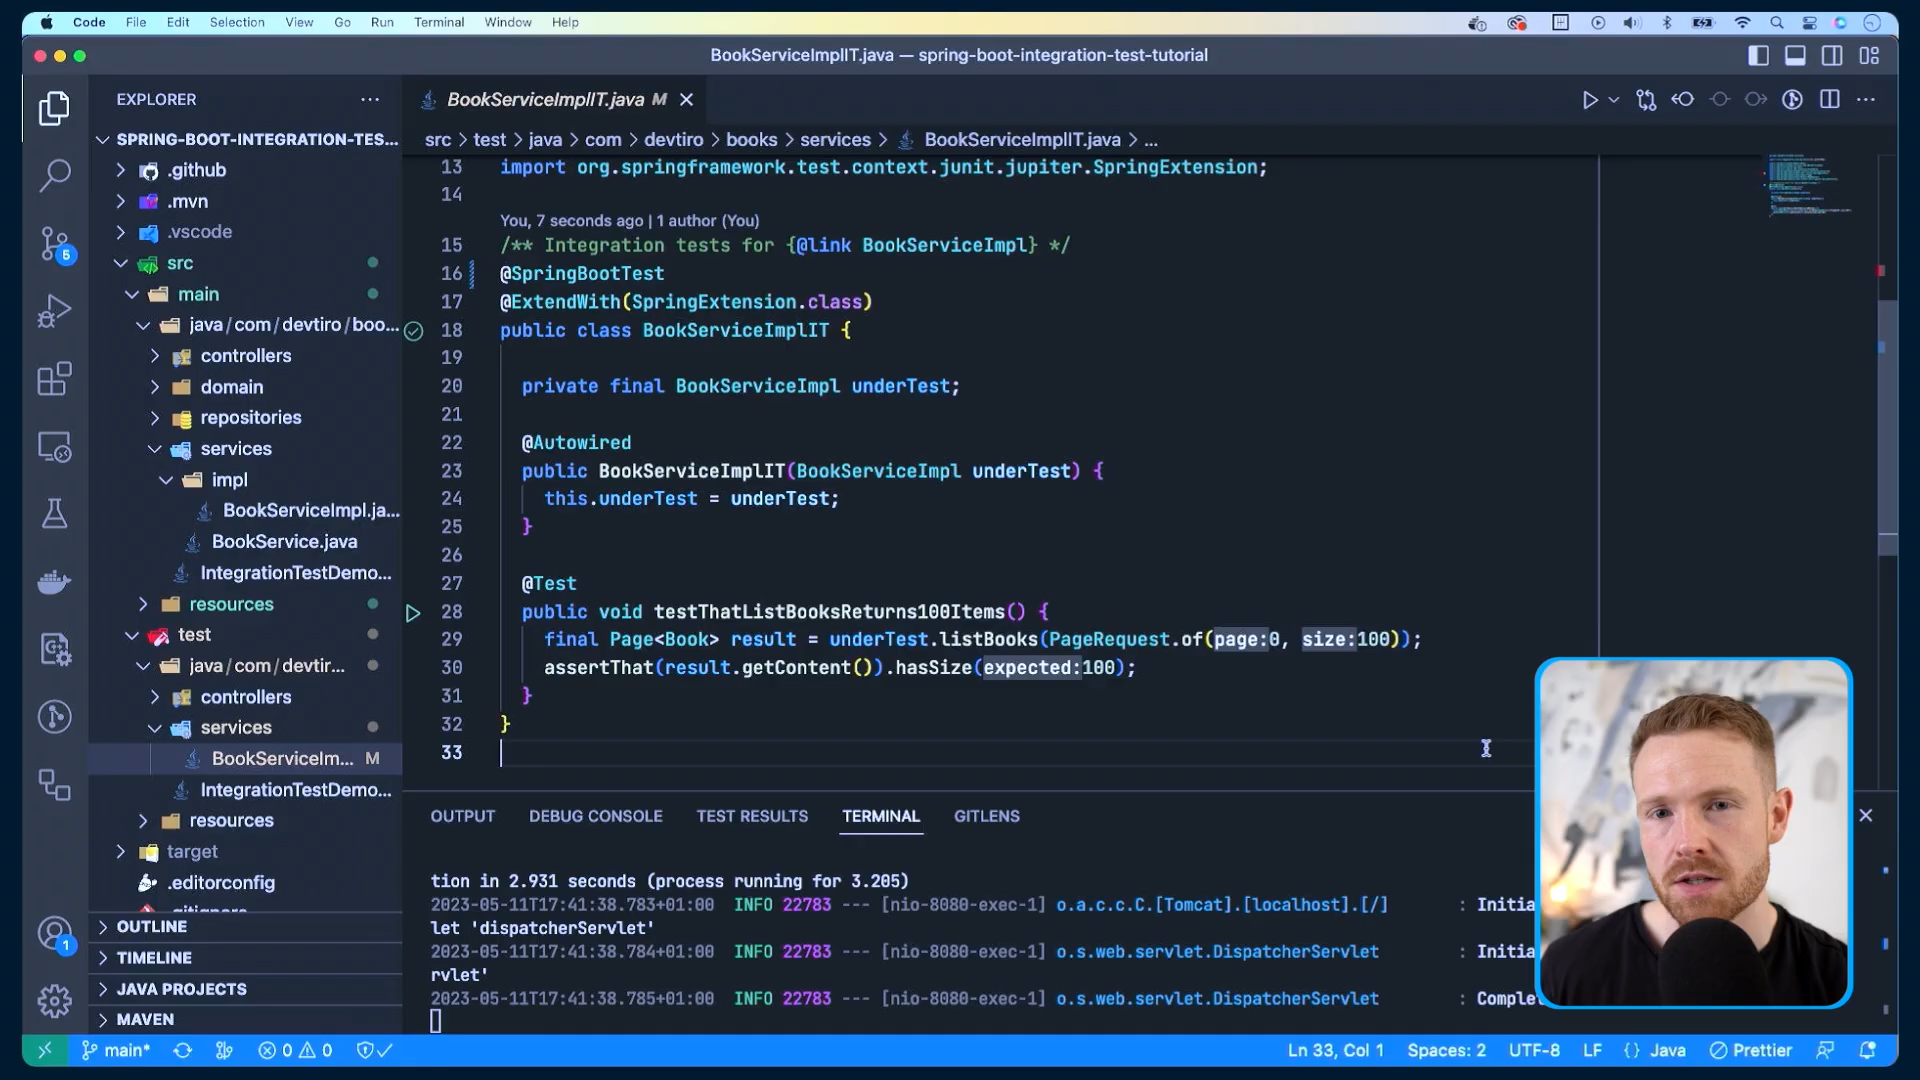 Code File Edit Selection View Go Run Terminal Window Help
BookServiceImplIT.java — spring-boot-integration-test-tutorial
EXPLORER
SPRING-BOOT-INTEGRATION-TES...
.github
.mvn
.vscode
src
main
java/com/devtiro/boo...
controllers
domain
repositories
services
impl
BookServiceImpl.ja...
BookService.java
IntegrationTestDemo...
resources
test
java/com/devtir...
controllers
services
BookServiceIm... M
IntegrationTestDemo...
resources
target
.editorconfig
.gitignore
OUTLINE
TIMELINE
JAVA PROJECTS
MAVEN
5
1
BookServiceImplIT.java M
src > test > java > com > devtiro > books > services > BookServiceImplIT.java > ...
13 import org.springframework.test.context.junit.jupiter.SpringExtension;
14
You, 7 seconds ago | 1 author (You)
15 /** Integration tests for {@link BookServiceImpl} */
16 @SpringBootTest
17 @ExtendWith(SpringExtension.class)
18 public class BookServiceImplIT {
19
20 private final BookServiceImpl underTest;
21
22 @Autowired
23 public BookServiceImplIT(BookServiceImpl underTest) {
24 this.underTest = underTest;
25 }
26
27 @Test
28 public void testThatListBooksReturns100Items() {
29 final Page<Book> result = underTest.listBooks(PageRequest.of(page:0, size:100));
30 assertThat(result.getContent()).hasSize(expected:100);
31 }
32 }
33
OUTPUT DEBUG CONSOLE TEST RESULTS TERMINAL GITLENS
tion in 2.931 seconds (process running for 3.205)
2023-05-11T17:41:38.783+01:00 INFO 22783 --- [nio-8080-exec-1] o.a.c.c.C.[Tomcat].[localhost].[/] : Initia
let 'dispatcherServlet'
2023-05-11T17:41:38.784+01:00 INFO 22783 --- [nio-8080-exec-1] o.s.web.servlet.DispatcherServlet : Initia
rvlet'
2023-05-11T17:41:38.785+01:00 INFO 22783 --- [nio-8080-exec-1] o.s.web.servlet.DispatcherServlet : Comple
main* 0 0 Ln 33, Col 1 Spaces: 2 UTF-8 LF {} Java Prettier